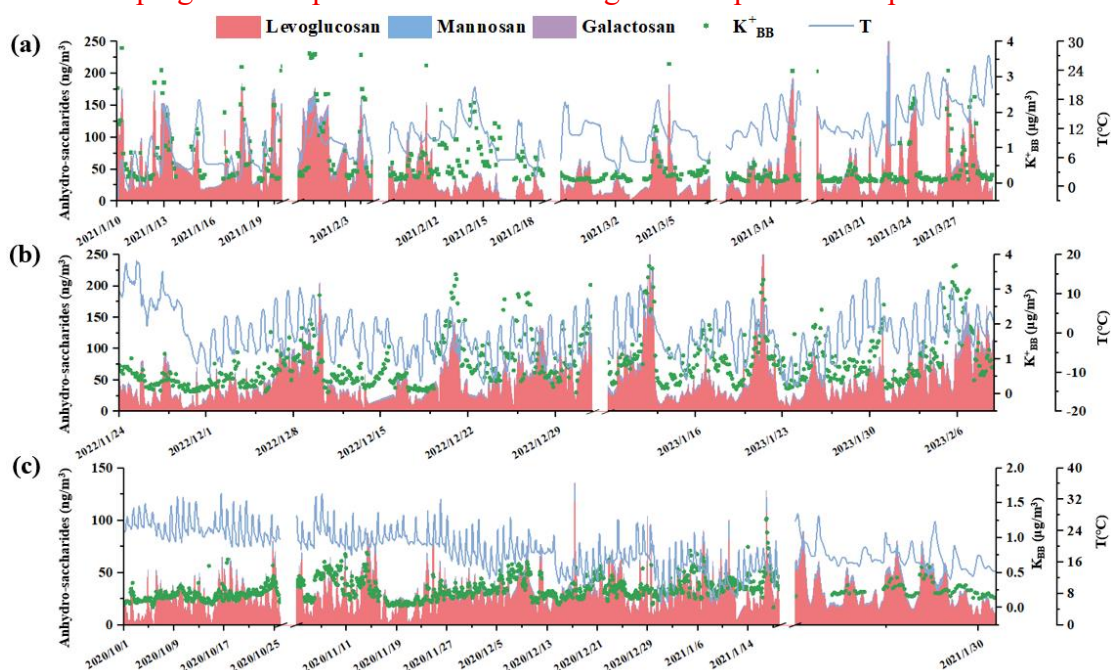 Levoglucosan Mannosan Galactosan K⁺BB T
(a)
Anhydro-saccharides (ng/m³)
250 4 30
200 3 24
150 2 18
100 1 12
50 0 6
0 0
K⁺BB (μg/m³)
T(°C)
2021/1/10 2021/1/13 2021/1/16 2021/1/19 2021/2/3 2021/2/12 2021/2/15 2021/2/18 2021/3/2 2021/3/5 2021/3/14 2021/3/21 2021/3/24 2021/3/27
(b)
Anhydro-saccharides (ng/m³)
250 4 20
200 3 10
150 2 0
100 1 -10
50 0 -20
0
K⁺BB (μg/m³)
T(°C)
2022/11/24 2022/12/1 2022/12/8 2022/12/15 2022/12/22 2022/12/29 2023/1/16 2023/1/23 2023/1/30 2023/2/6
(c)
Anhydro-saccharides (ng/m³)
150 2.0 40
100 1.5 32
50 1.0 24
0 0.5 16
0.0 8
0
KBB (μg/m³)
T(°C)
2020/10/1 2020/10/9 2020/10/17 2020/10/25 2020/11/11 2020/11/19 2020/11/27 2020/12/5 2020/12/13 2020/12/21 2020/12/29 2021/1/6 2021/1/14 2021/1/30